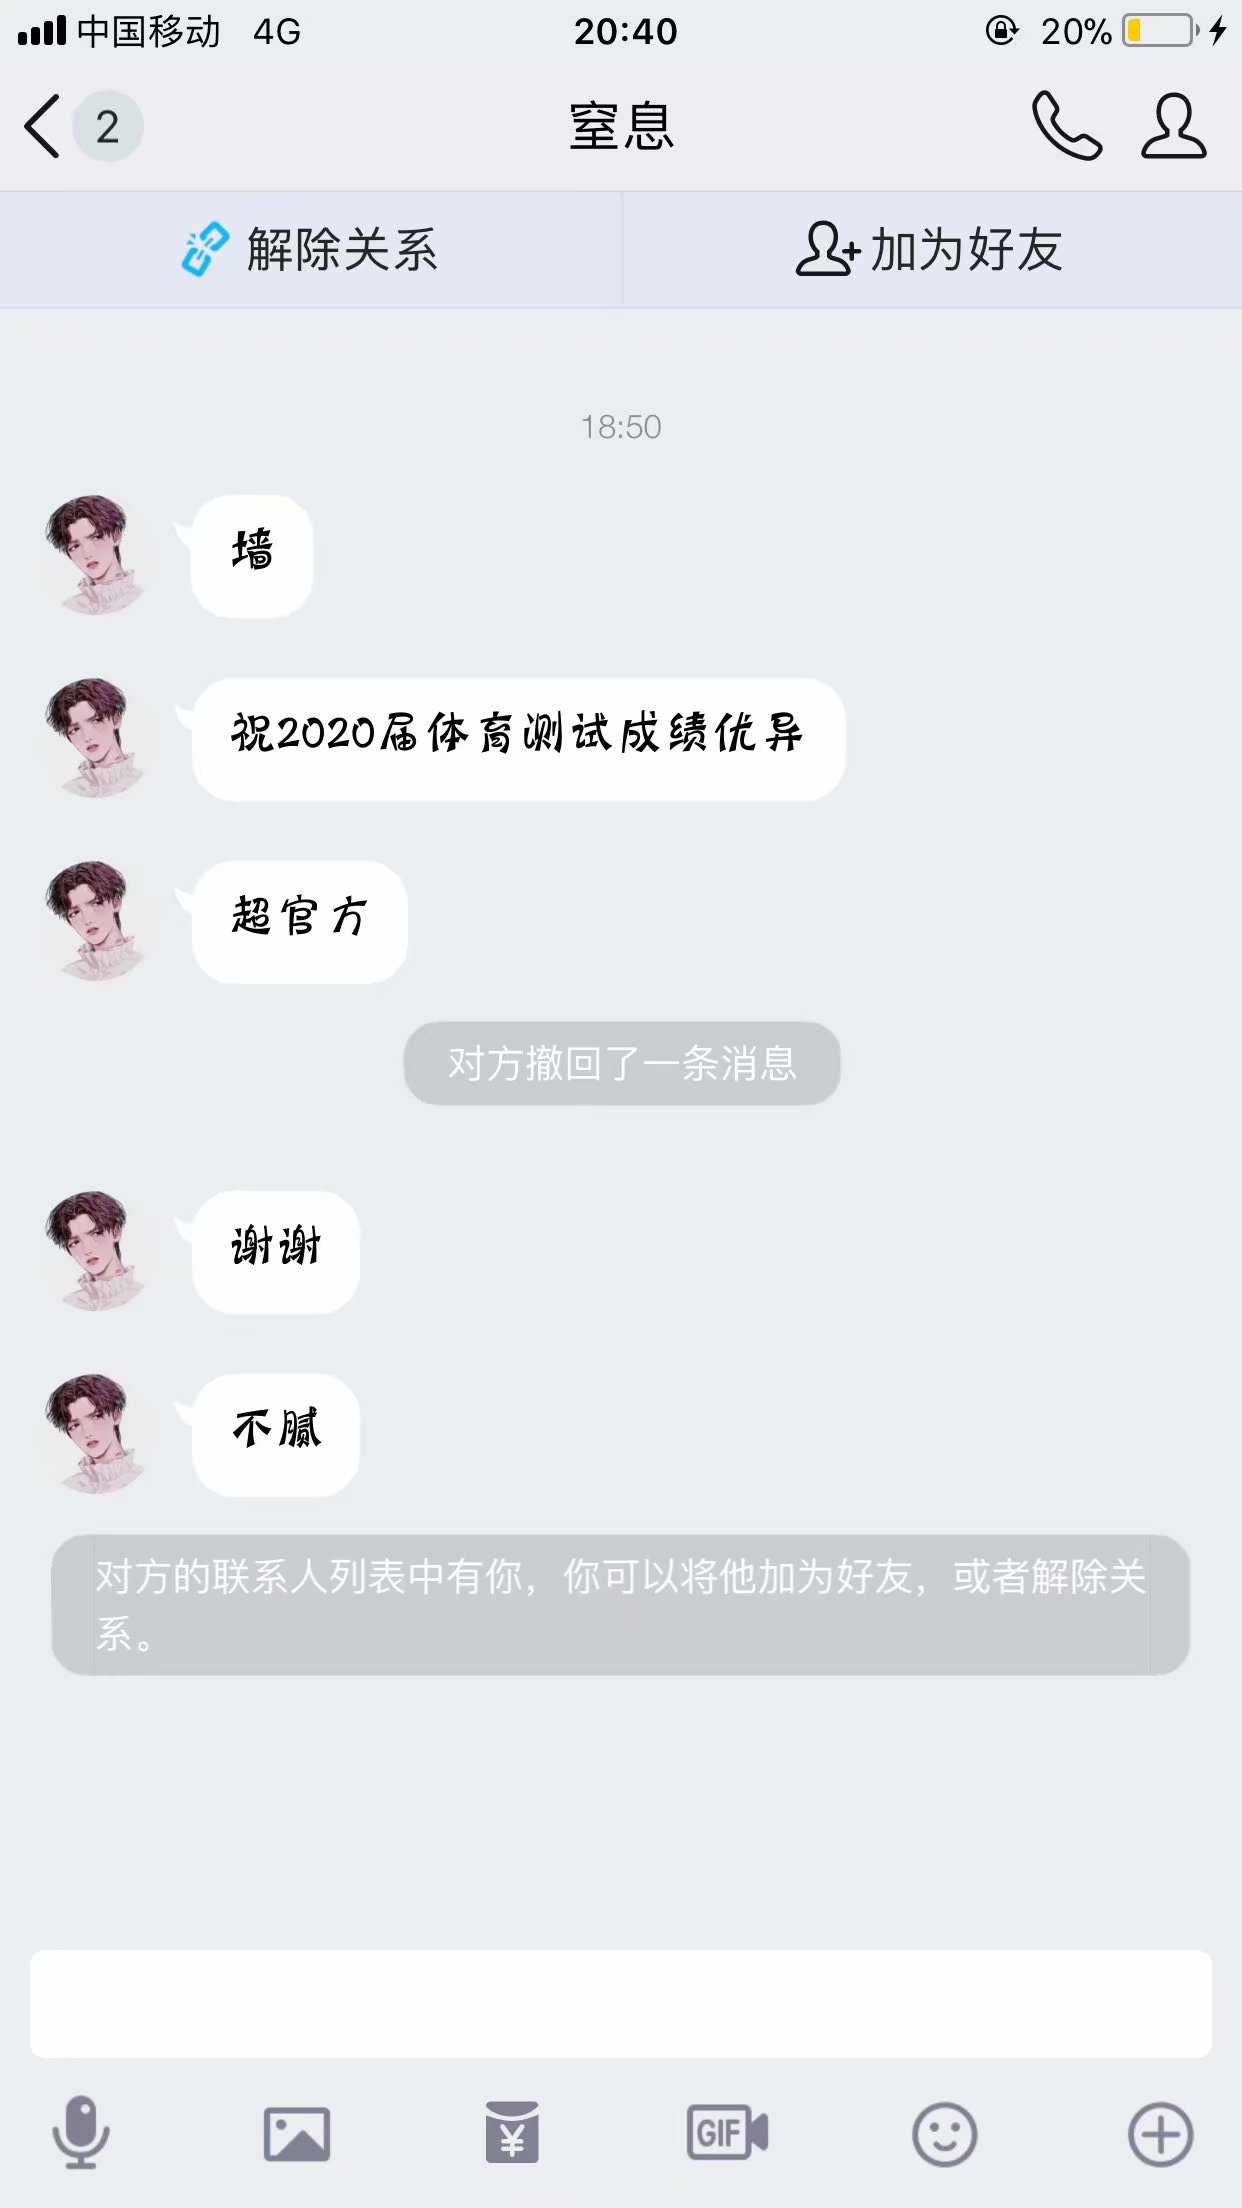 中国移动 4G 20:40 20%
2 窒息
解除关系 加为好友
18:50
墙
祝2020届体育测试成绩优异
超官方
对方撤回了一条消息
谢谢
不腻
对方的联系人列表中有你，你可以将他加为好友，或者解除关
系。
¥ GIF